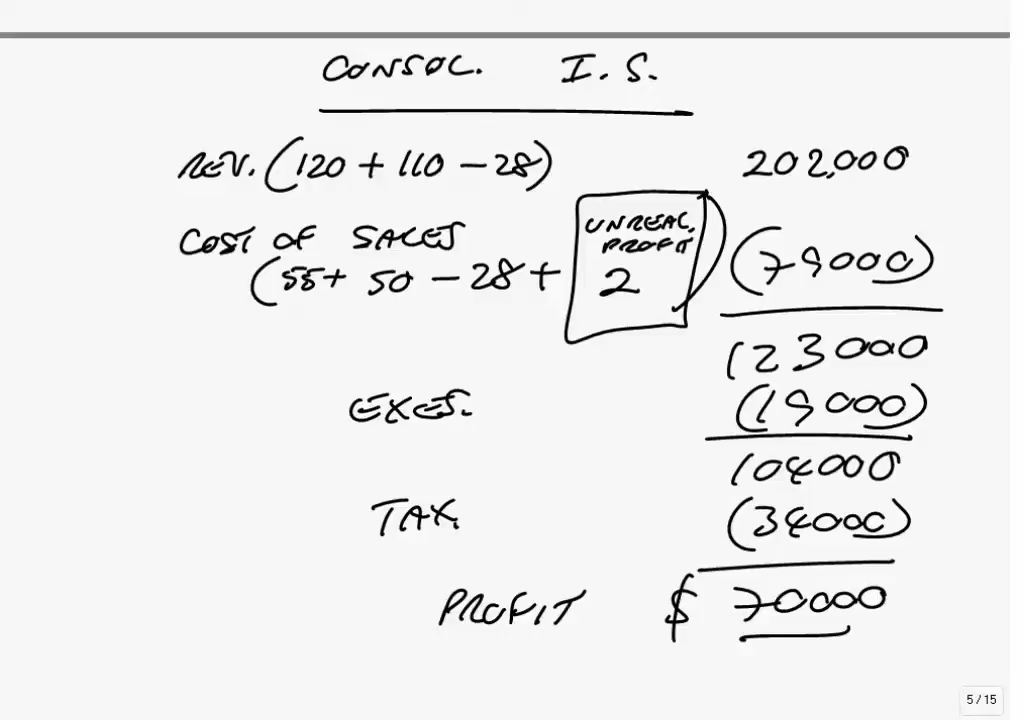 CONSOL. I.S.
REV. (120 + 110 - 28) 202,000
COST OF SALES
(55 + 50 - 28 + UNREAL. PROFIT 2) (79000)
123000
EXES. (19000)
104000
TAX. (34000)
PROFIT $ 70000
5 / 15